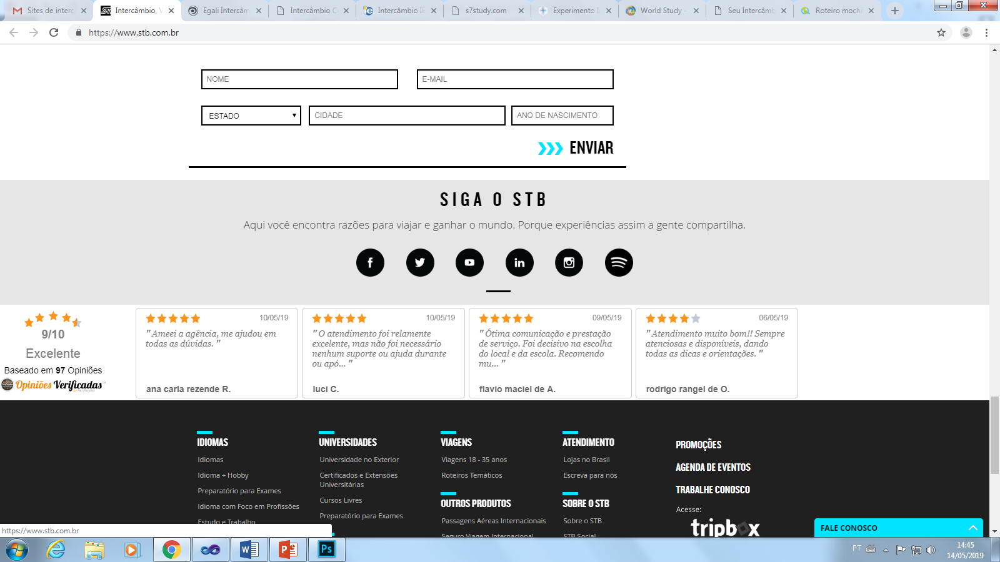 Sites de interc
Intercâmbio, V
Egali Intercâm
Intercâmbio C
Intercâmbio IE
s7study.com
Experimento I
World Study -
Seu Intercâmb
Roteiro moch
https://www.stb.com.br
NOME
E-MAIL
ESTADO
CIDADE
ANO DE NASCIMENTO
ENVIAR
SIGA O STB
Aqui você encontra razões para viajar e ganhar o mundo. Porque experiências assim a gente compartilha.
9/10
Excelente
Baseado em 97 Opiniões
Opiniões Verificadas
10/05/19
" Ameei a agência, me ajudou em
todas as dúvidas. "
ana carla rezende R.
10/05/19
" O atendimento foi relamente
excelente, mas não foi necessário
nenhum suporte ou ajuda durante
ou apó... "
luci C.
09/05/19
" Ótima comunicação e prestação
de serviço. Foi decisivo na escolha
do local e da escola. Recomendo
mu... "
flavio maciel de A.
06/05/19
" Atendimento muito bom!! Sempre
atenciosas e disponíveis, dando
todas as dicas e orientações. "
rodrigo rangel de O.
IDIOMAS
Idiomas
Idioma + Hobby
Preparatório para Exames
Idioma com Foco em Profissões
Estudo e Trabalho
UNIVERSIDADES
Universidade no Exterior
Certificados e Extensões
Universitárias
Cursos Livres
Preparatório para Exames
VIAGENS
Viagens 18 - 35 anos
Roteiros Temáticos
OUTROS PRODUTOS
Passagens Aéreas Internacionais
Seguro Viagem Internacional
ATENDIMENTO
Lojas no Brasil
Escreva para nós
SOBRE O STB
Sobre o STB
STB Social
PROMOÇÕES
AGENDA DE EVENTOS
TRABALHE CONOSCO
Acesse:
tripbox
FALE CONOSCO
https://www.stb.com.br
PT
14:45
14/05/2019